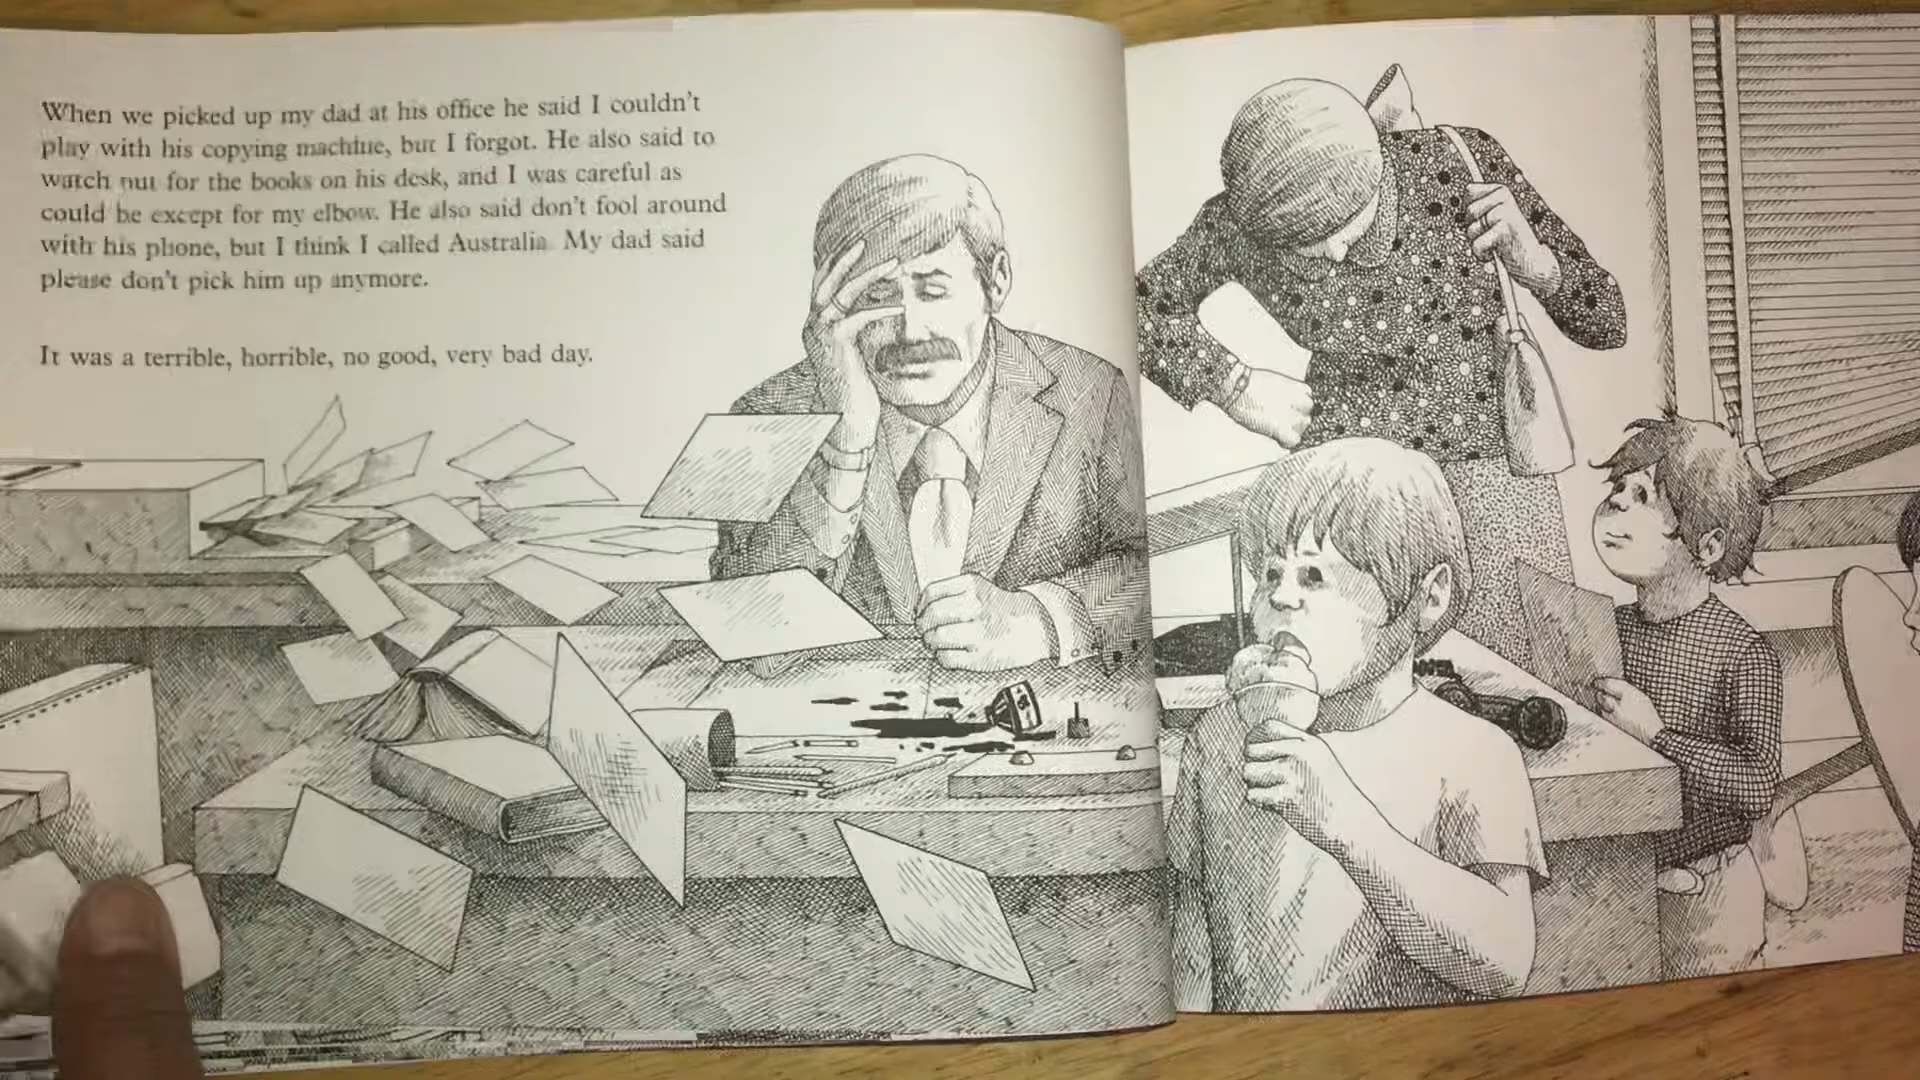 When we picked up my dad at his office he said I couldn't
play with his copying machine, but I forgot. He also said to
watch out for the books on his desk, and I was careful as
could be except for my elbow. He also said don't fool around
with his phone, but I think I called Australia. My dad said
please don't pick him up anymore.
It was a terrible, horrible, no good, very bad day.